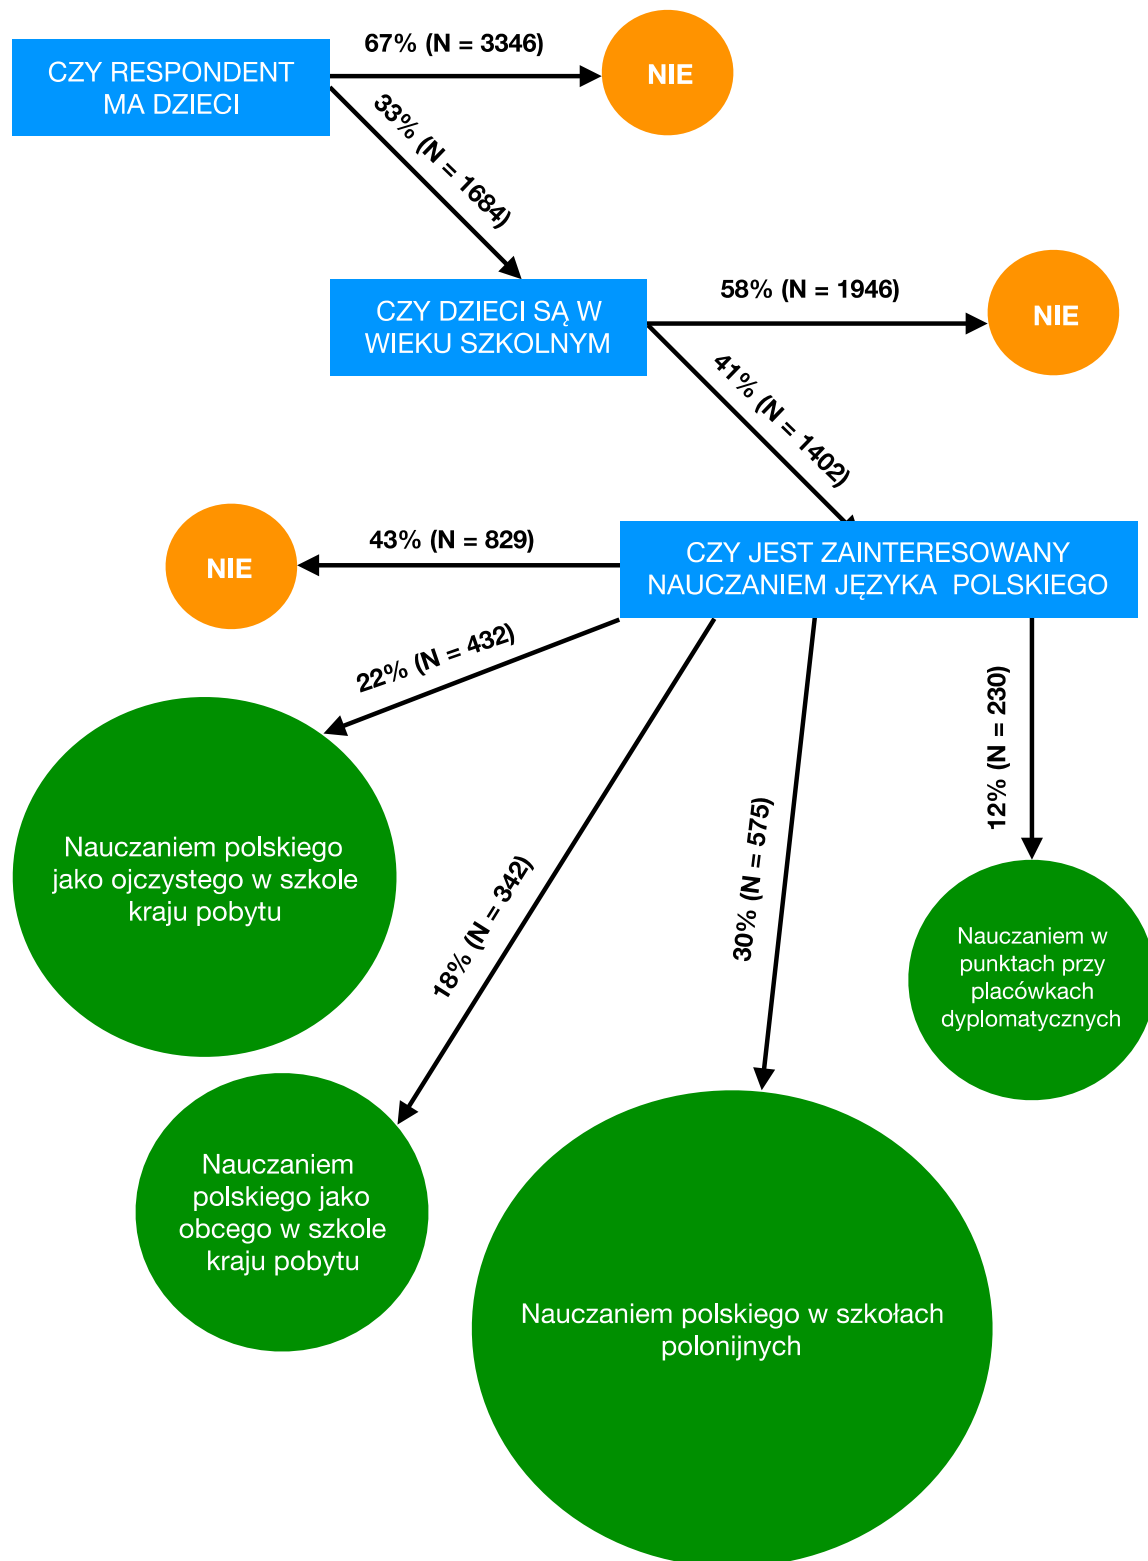 CZY RESPONDENT
MA DZIECI
67% (N = 3346)
NIE
33% (N = 1684)
CZY DZIECI SĄ W
WIEKU SZKOLNYM
58% (N = 1946)
NIE
41% (N = 1402)
CZY JEST ZAINTERESOWANY
NAUCZANIEM JĘZYKA  POLSKIEGO
43% (N = 829)
NIE
22% (N = 432)
Nauczaniem polskiego
jako ojczystego w szkole
kraju pobytu
18% (N = 342)
Nauczaniem
polskiego jako
obcego w szkole
kraju pobytu
30% (N = 575)
Nauczaniem polskiego w szkołach
polonijnych
12% (N = 230)
Nauczaniem w
punktach przy
placówkach
dyplomatycznych